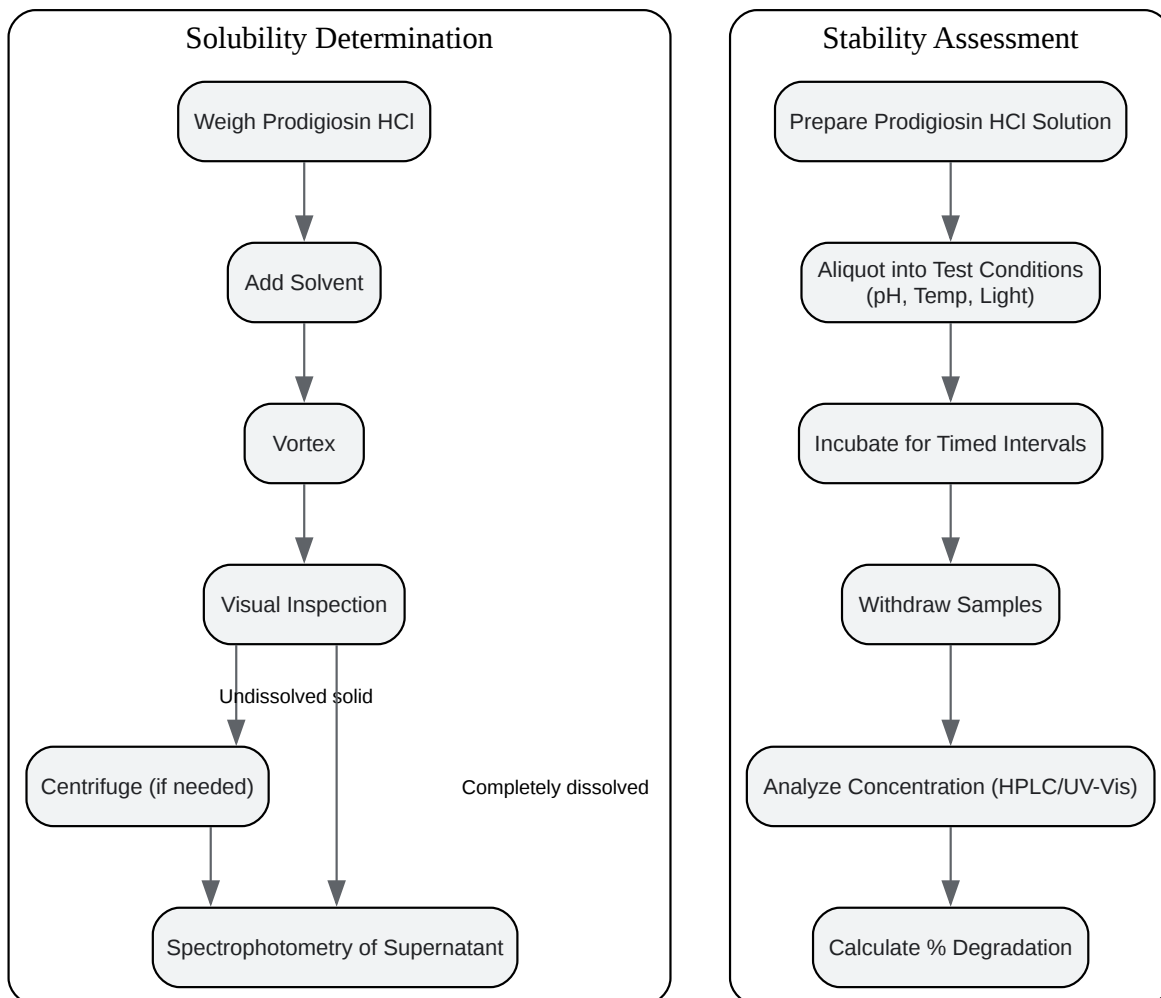 Solubility Determination
Weigh Prodigiosin HCl
Add Solvent
Vortex
Visual Inspection
Undissolved solid
Centrifuge (if needed)
Completely dissolved
Spectrophotometry of Supernatant
Stability Assessment
Prepare Prodigiosin HCl Solution
Aliquot into Test Conditions
(pH, Temp, Light)
Incubate for Timed Intervals
Withdraw Samples
Analyze Concentration (HPLC/UV-Vis)
Calculate % Degradation